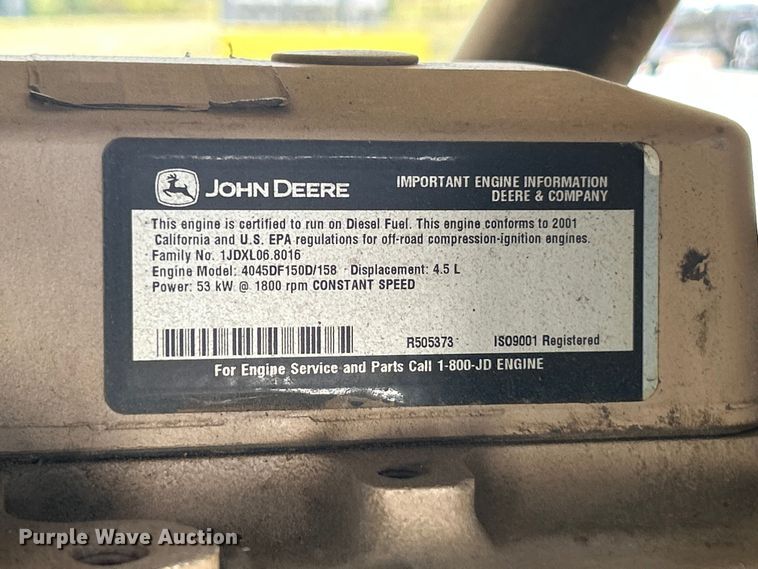 JOHN DEERE
IMPORTANT ENGINE INFORMATION
DEERE & COMPANY
This engine is certified to run on Diesel Fuel. This engine conforms to 2001
California and U.S. EPA regulations for off-road compression-ignition engines.
Family No. 1JDXL06.8016
Engine Model: 4045DF150D/158 Displacement: 4.5 L
Power: 53 kW @ 1800 rpm CONSTANT SPEED
R505373 ISO9001 Registered
For Engine Service and Parts Call 1-800-JD ENGINE
Purple Wave Auction